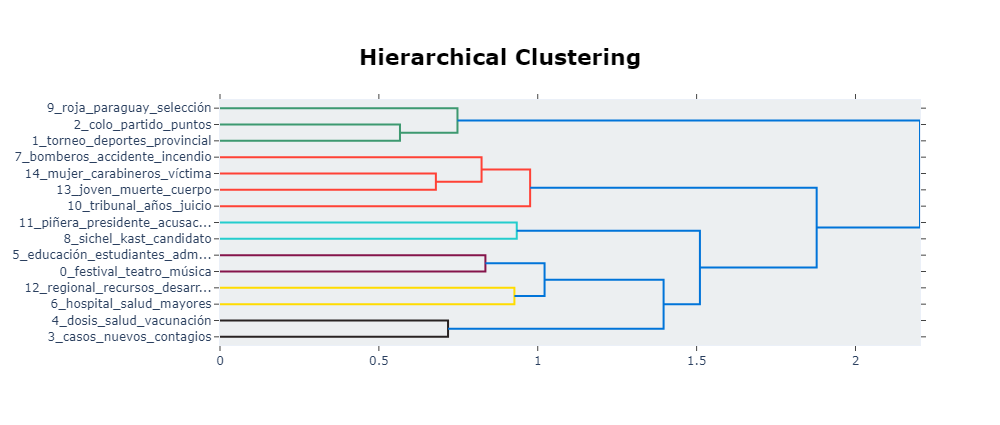 Hierarchical Clustering
9_roja_paraguay_selección
2_colo_partido_puntos
1_torneo_deportes_provincial
7_bomberos_accidente_incendio
14_mujer_carabineros_víctima
13_joven_muerte_cuerpo
10_tribunal_años_juicio
11_piñera_presidente_acusac...
8_sichel_kast_candidato
5_educación_estudiantes_adm...
0_festival_teatro_música
12_regional_recursos_desarr...
6_hospital_salud_mayores
4_dosis_salud_vacunación
3_casos_nuevos_contagios
0 0.5 1 1.5 2